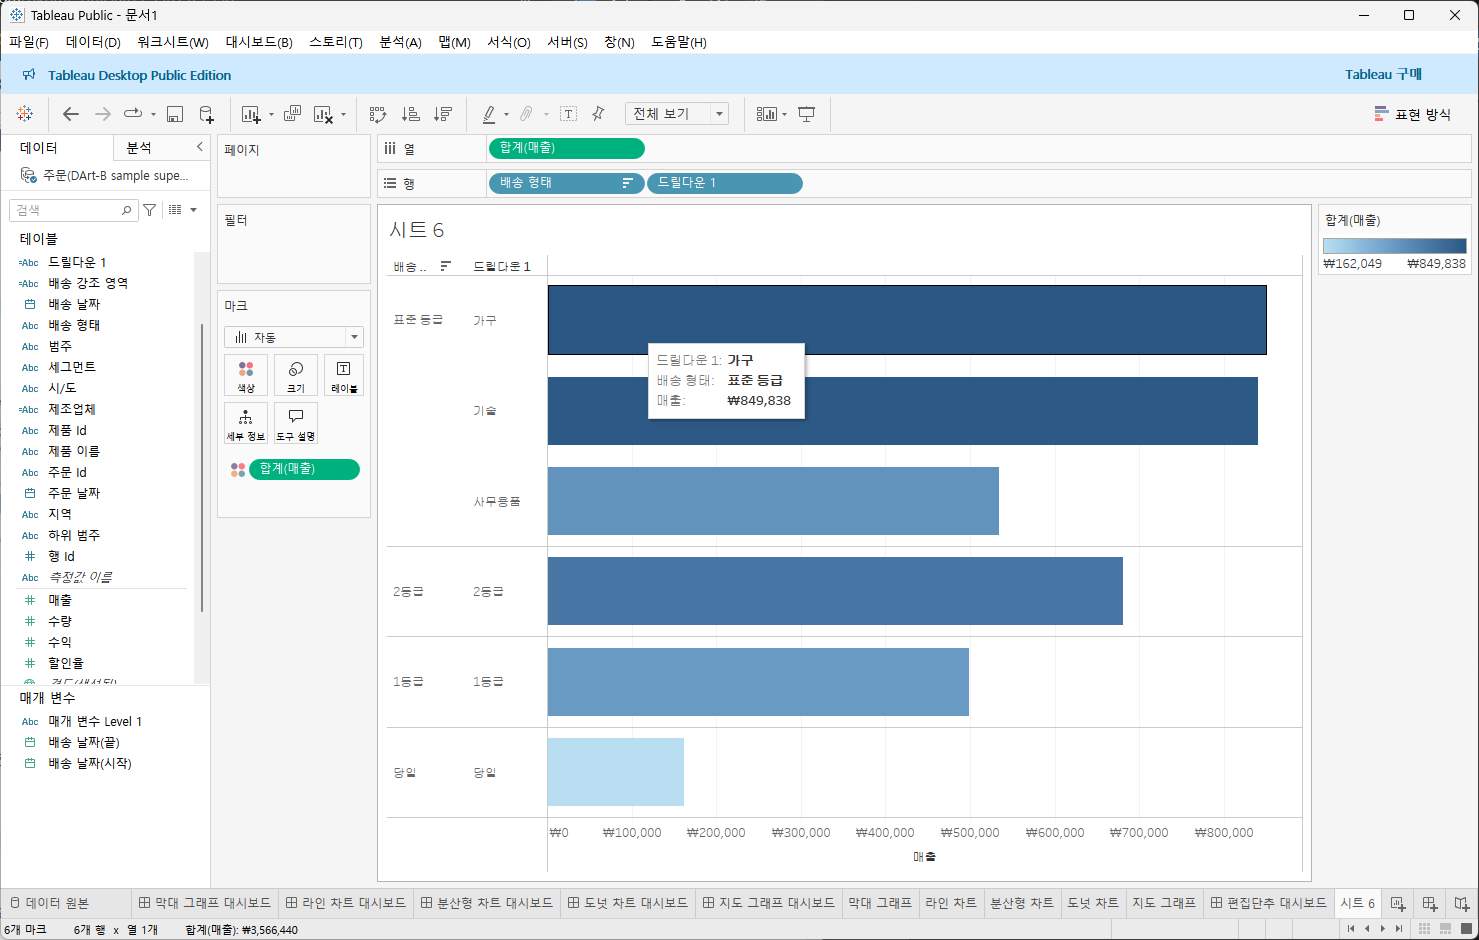 Tableau Public - 문서1
파일(F) 데이터(D) 워크시트(W) 대시보드(B) 스토리(T) 분석(A) 맵(M) 서식(O) 서버(S) 창(N) 도움말(H)
Tableau Desktop Public Edition
Tableau 구매
전체 보기
표현 방식
데이터
분석
주문(DArt-B sample supe...
검색
테이블
=Abc 드릴다운 1
=Abc 배송 강조 영역
배송 날짜
Abc 배송 형태
Abc 범주
Abc 세그먼트
Abc 시/도
=Abc 제조업체
Abc 제품 Id
Abc 제품 이름
Abc 주문 Id
주문 날짜
Abc 지역
Abc 하위 범주
# 행 Id
Abc 측정값 이름
# 매출
# 수량
# 수익
# 할인율
매개 변수
Abc 매개 변수 Level 1
배송 날짜(끝)
배송 날짜(시작)
페이지
필터
마크
자동
색상
크기
레이블
세부 정보
도구 설명
합계(매출)
열
합계(매출)
행
배송 형태
드릴다운 1
시트 6
배송 ..
드릴다운 1
표준 등급
가구
기술
사무용품
2등급 2등급
1등급 1등급
당일 당일
드릴다운 1: 가구
배송 형태: 표준 등급
매출: ₩849,838
₩0 ₩100,000 ₩200,000 ₩300,000 ₩400,000 ₩500,000 ₩600,000 ₩700,000 ₩800,000
매출
합계(매출)
₩162,049 ₩849,838
데이터 원본
막대 그래프 대시보드
라인 차트 대시보드
분산형 차트 대시보드
도넛 차트 대시보드
지도 그래프 대시보드
막대 그래프
라인 차트
분산형 차트
도넛 차트
지도 그래프
편집단추 대시보드
시트 6
6개 마크 6개 행 x 열 1개 합계(매출): ₩3,566,440